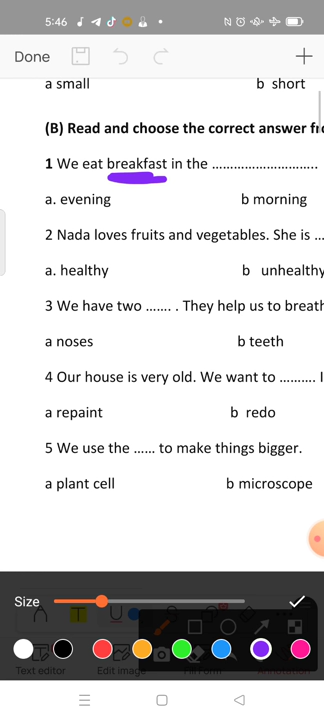 5:46
Done
a small b short
(B) Read and choose the correct answer fr
1 We eat breakfast in the ............................
a. evening b morning
2 Nada loves fruits and vegetables. She is ...
a. healthy b unhealthy
3 We have two ....... . They help us to breath
a noses b teeth
4 Our house is very old. We want to .......... I
a repaint b redo
5 We use the ...... to make things bigger.
a plant cell b microscope
Size
Text editor Edit image Fill Form Annotation